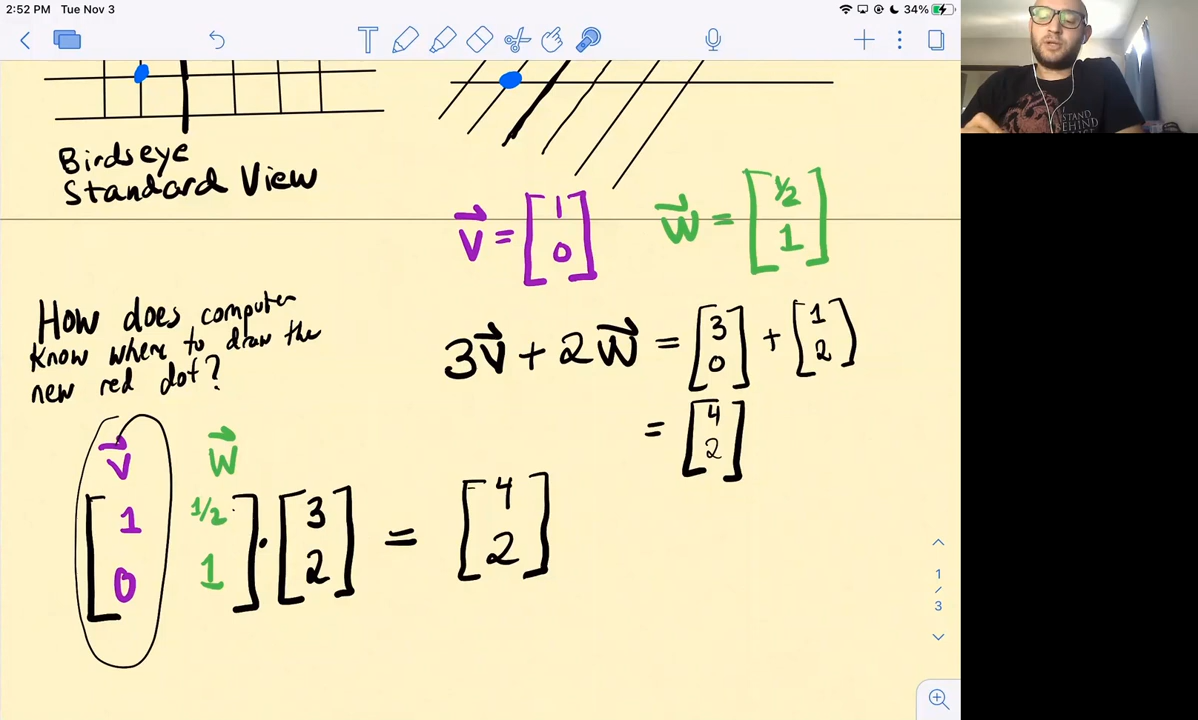 2:52 PM Tue Nov 3
34%
T
Birdseye
Standard View
v = [1 0]
w = [1/2 1]
How does computer
know where to draw the
new red dot?
3v + 2w = [3 0] + [1 2]
= [4 2]
v w
[1 1/2] · [3] = [4]
[0 1] [2] [2]
1
/
3
I STAND
BEHIND